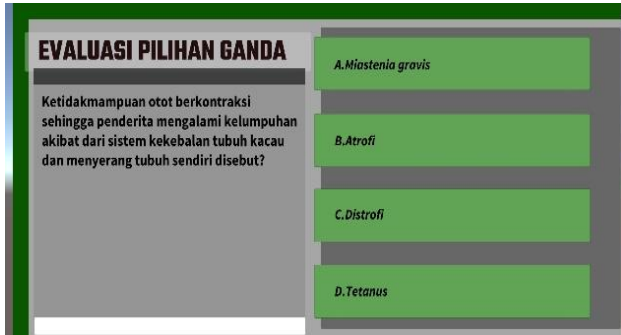 EVALUASI PILIHAN GANDA
Ketidakmampuan otot berkontraksi
sehingga penderita mengalami kelumpuhan
akibat dari sistem kekebalan tubuh kacau
dan menyerang tubuh sendiri disebut?
A.Miastenia gravis
B.Atrofi
C.Distrofi
D.Tetanus